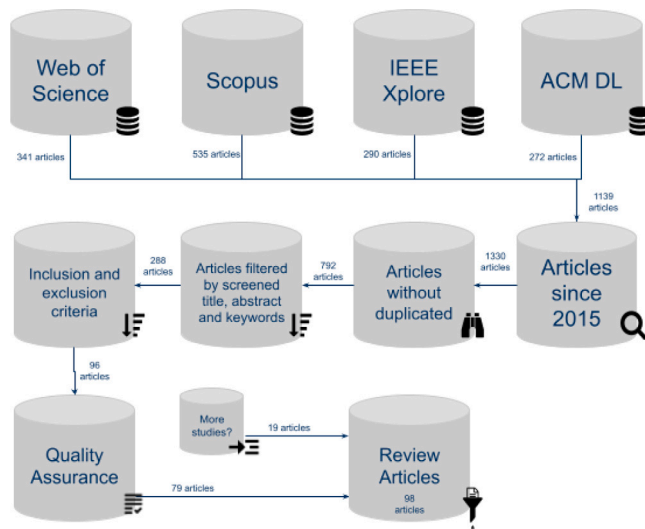 Web of
Science
Scopus
IEEE
Xplore
ACM DL
341 articles
535 articles
290 articles
272 articles
1139
articles
Inclusion and
exclusion
criteria
288
articles
Articles filtered
by screened
title, abstract
and keywords
792
articles
Articles
without
duplicated
1330
articles
Articles
since
2015
96
articles
Quality
Assurance
More
studies?
19 articles
79 articles
Review
Articles
98
articles